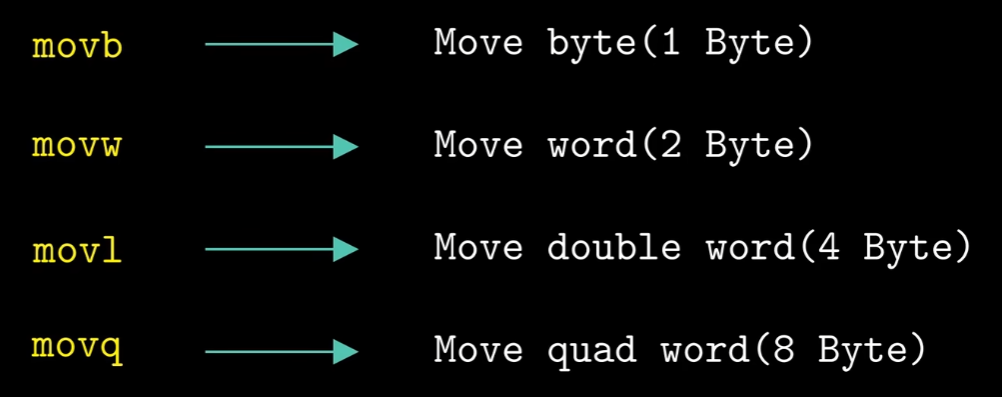 movb Move byte(1 Byte)
movw Move word(2 Byte)
movl Move double word(4 Byte)
movq Move quad word(8 Byte)